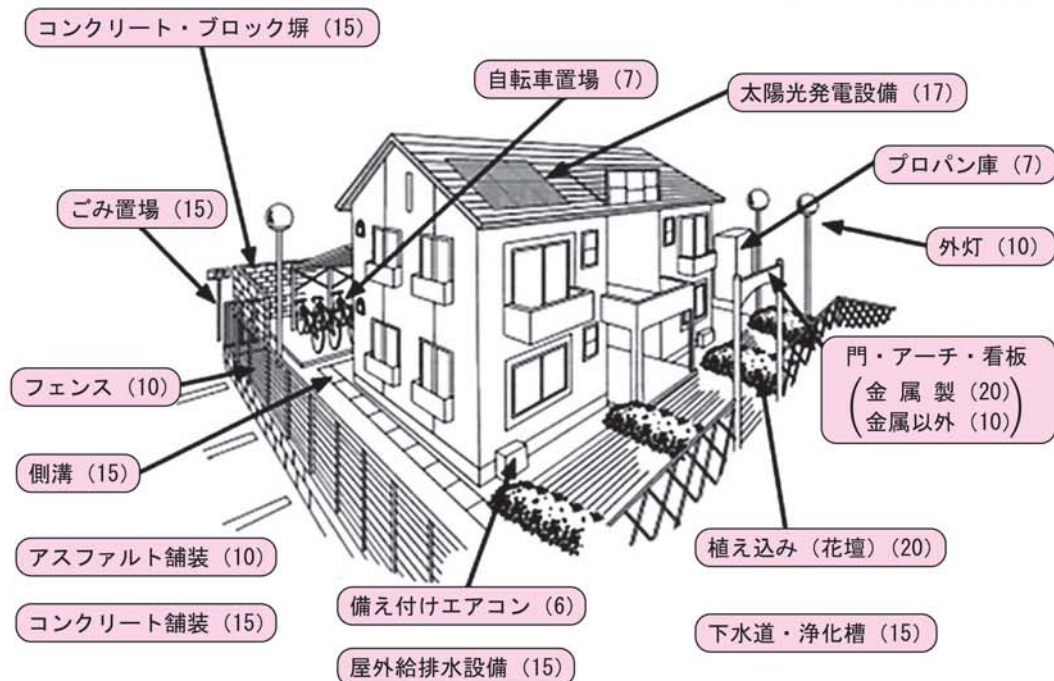 コンクリート・ブロック塀（15）
自転車置場（7）
太陽光発電設備（17）
プロパン庫（7）
ごみ置場（15）
外灯（10）
門・アーチ・看板
金属製（20）
金属以外（10）
フェンス（10）
側溝（15）
アスファルト舗装（10）
植え込み（花壇）（20）
備え付けエアコン（6）
コンクリート舗装（15）
下水道・浄化槽（15）
屋外給排水設備（15）